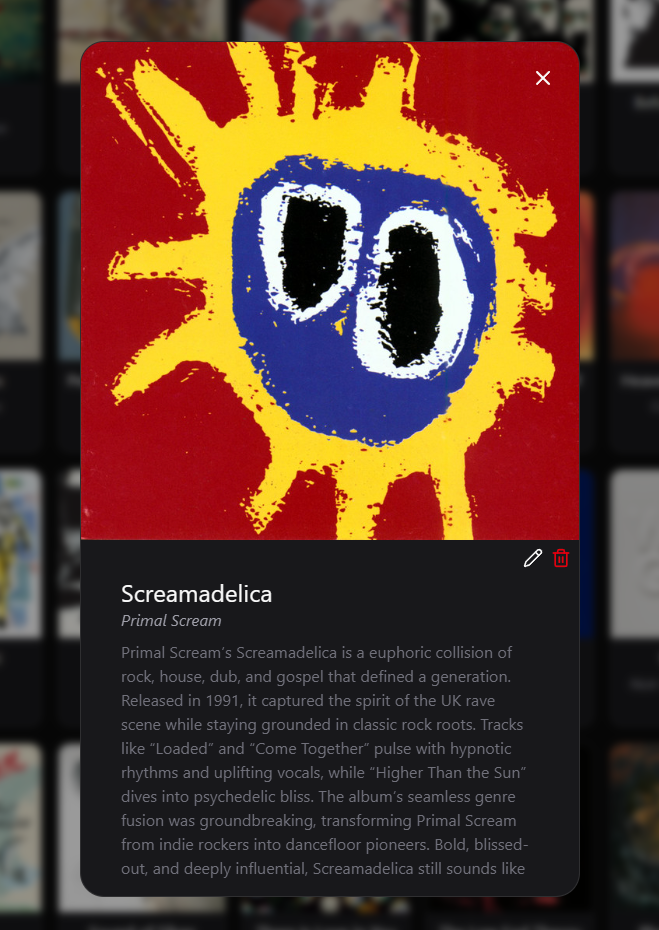 Screamadelica
Primal Scream
Primal Scream's Screamadelica is a euphoric collision of
rock, house, dub, and gospel that defined a generation.
Released in 1991, it captured the spirit of the UK rave
scene while staying grounded in classic rock roots. Tracks
like “Loaded” and “Come Together” pulse with hypnotic
rhythms and uplifting vocals, while “Higher Than the Sun”
dives into psychedelic bliss. The album's seamless genre
fusion was groundbreaking, transforming Primal Scream
from indie rockers into dancefloor pioneers. Bold, blissed-
out, and deeply influential, Screamadelica still sounds like